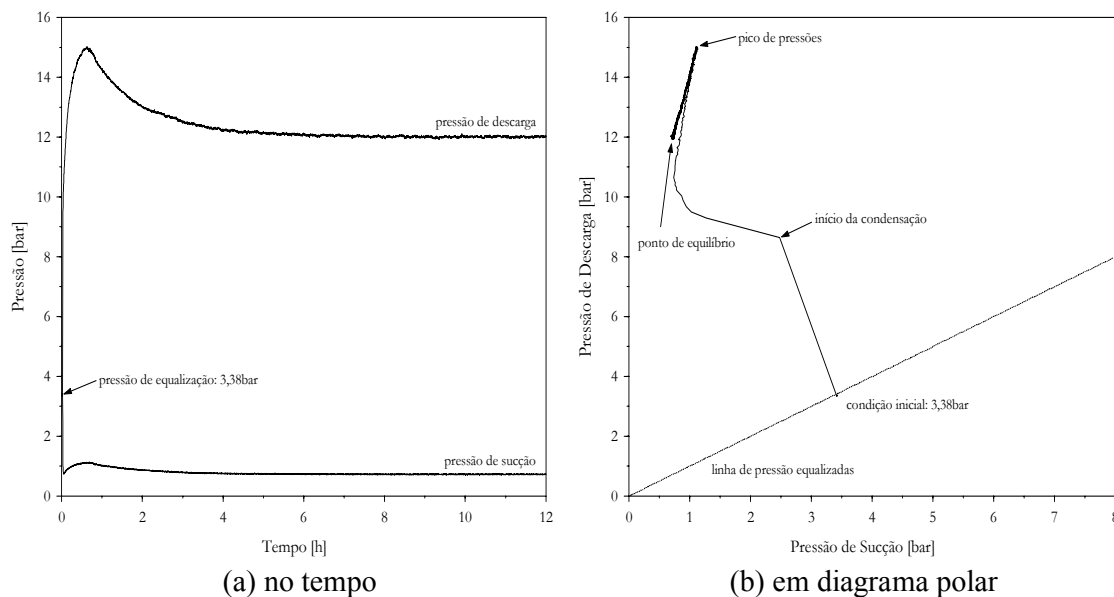 16
14
12
10
8
6
4
2
0
Pressão [bar]
pressão de descarga
pressão de equalização: 3,38bar
pressão de sucção
0 2 4 6 8 10 12
Tempo [h]
(a) no tempo
16
14
12
10
8
6
4
2
0
Pressão de Descarga [bar]
pico de pressões
início da condensação
ponto de equilíbrio
condição inicial: 3,38bar
linha de pressão equalizadas
0 1 2 3 4 5 6 7 8
Pressão de Sucção [bar]
(b) em diagrama polar